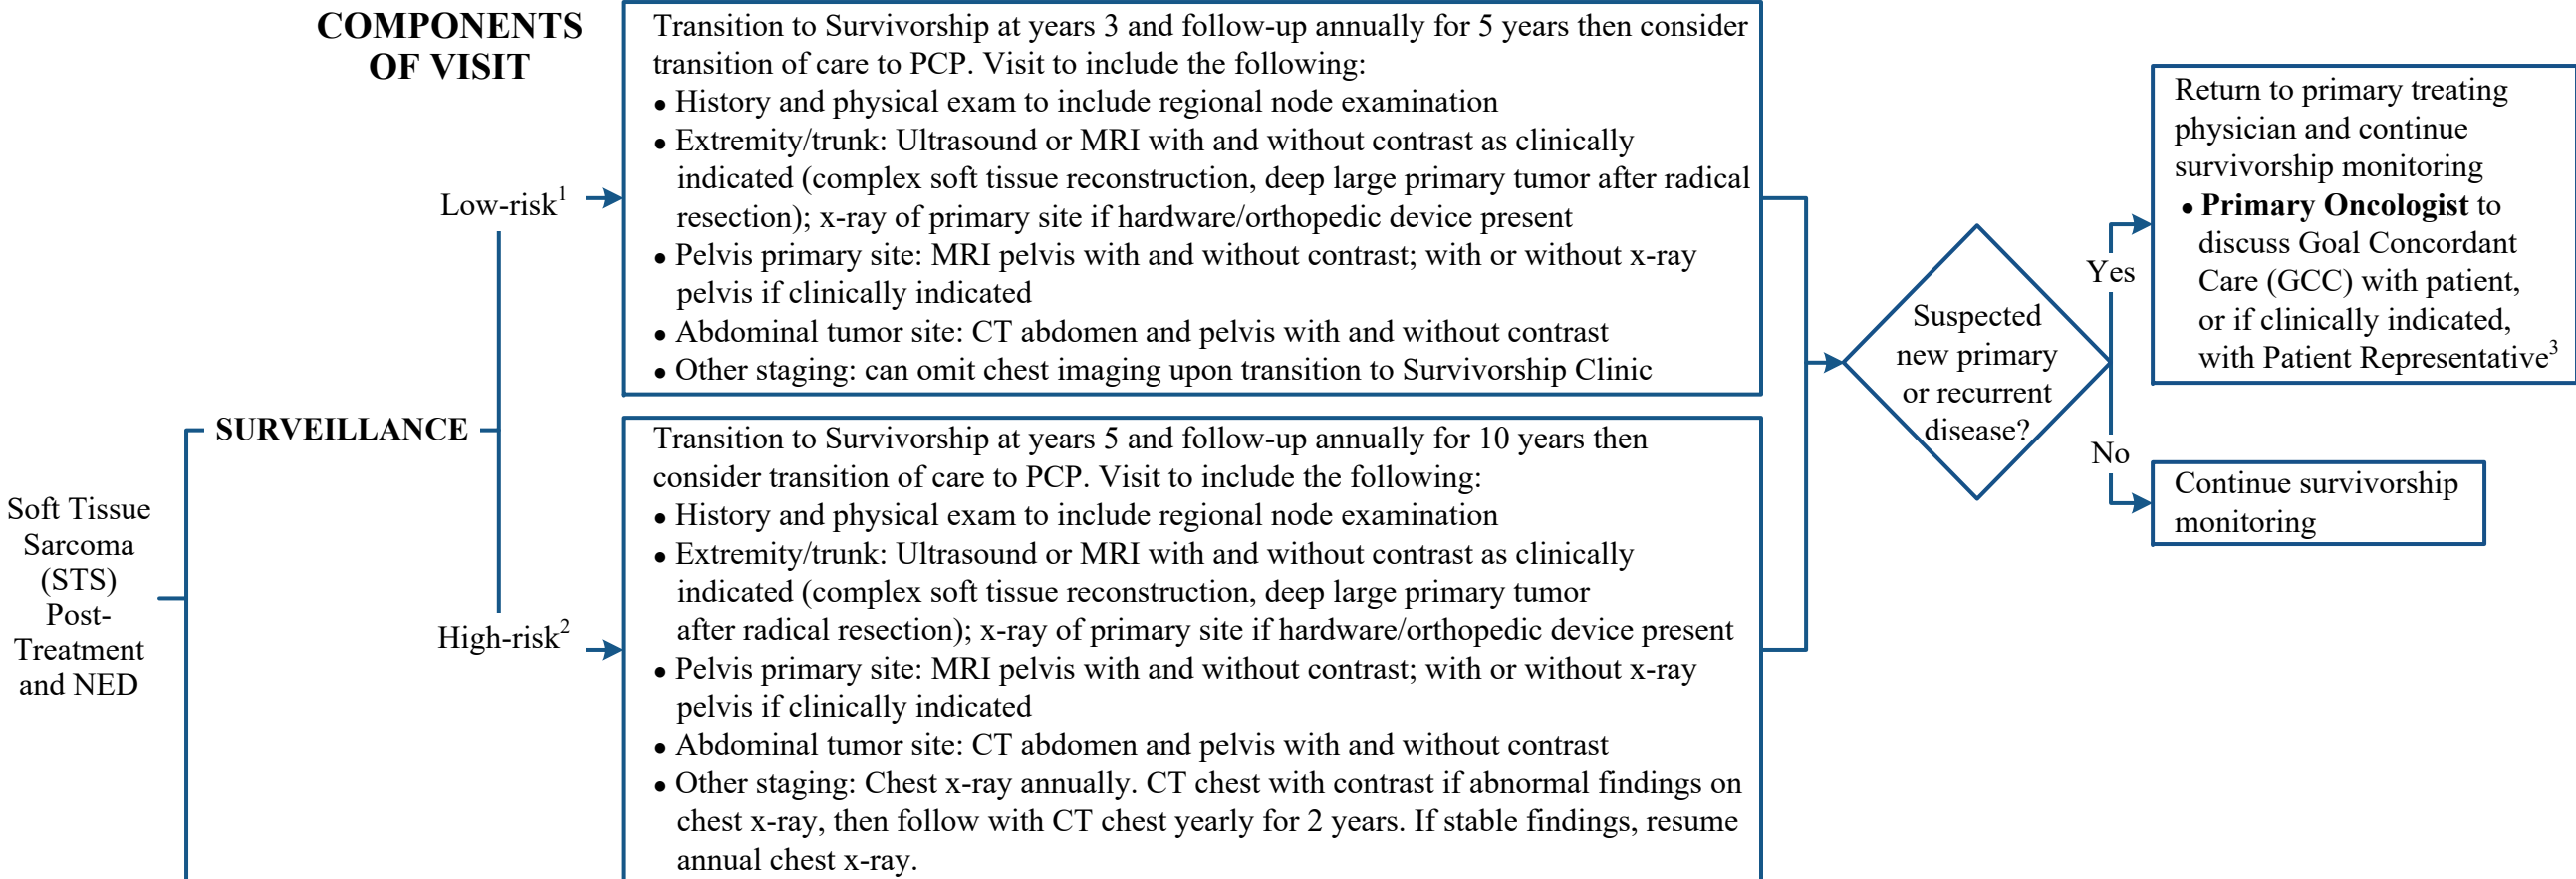 COMPONENTS
OF VISIT
Soft Tissue
Sarcoma
(STS)
Post-
Treatment
and NED
SURVEILLANCE
Low-risk1
Transition to Survivorship at years 3 and follow-up annually for 5 years then consider
transition of care to PCP. Visit to include the following:
● History and physical exam to include regional node examination
● Extremity/trunk: Ultrasound or MRI with and without contrast as clinically
indicated (complex soft tissue reconstruction, deep large primary tumor after radical
resection); x-ray of primary site if hardware/orthopedic device present
● Pelvis primary site: MRI pelvis with and without contrast; with or without x-ray
pelvis if clinically indicated
● Abdominal tumor site: CT abdomen and pelvis with and without contrast
● Other staging: can omit chest imaging upon transition to Survivorship Clinic
High-risk2
Transition to Survivorship at years 5 and follow-up annually for 10 years then
consider transition of care to PCP. Visit to include the following:
● History and physical exam to include regional node examination
● Extremity/trunk: Ultrasound or MRI with and without contrast as clinically
indicated (complex soft tissue reconstruction, deep large primary tumor
after radical resection); x-ray of primary site if hardware/orthopedic device present
● Pelvis primary site: MRI pelvis with and without contrast; with or without x-ray
pelvis if clinically indicated
● Abdominal tumor site: CT abdomen and pelvis with and without contrast
● Other staging: Chest x-ray annually. CT chest with contrast if abnormal findings on
chest x-ray, then follow with CT chest yearly for 2 years. If stable findings, resume
annual chest x-ray.
Suspected
new primary
or recurrent
disease?
Yes
Return to primary treating
physician and continue
survivorship monitoring
● Primary Oncologist to
discuss Goal Concordant
Care (GCC) with patient,
or if clinically indicated,
with Patient Representative3
No
Continue survivorship
monitoring